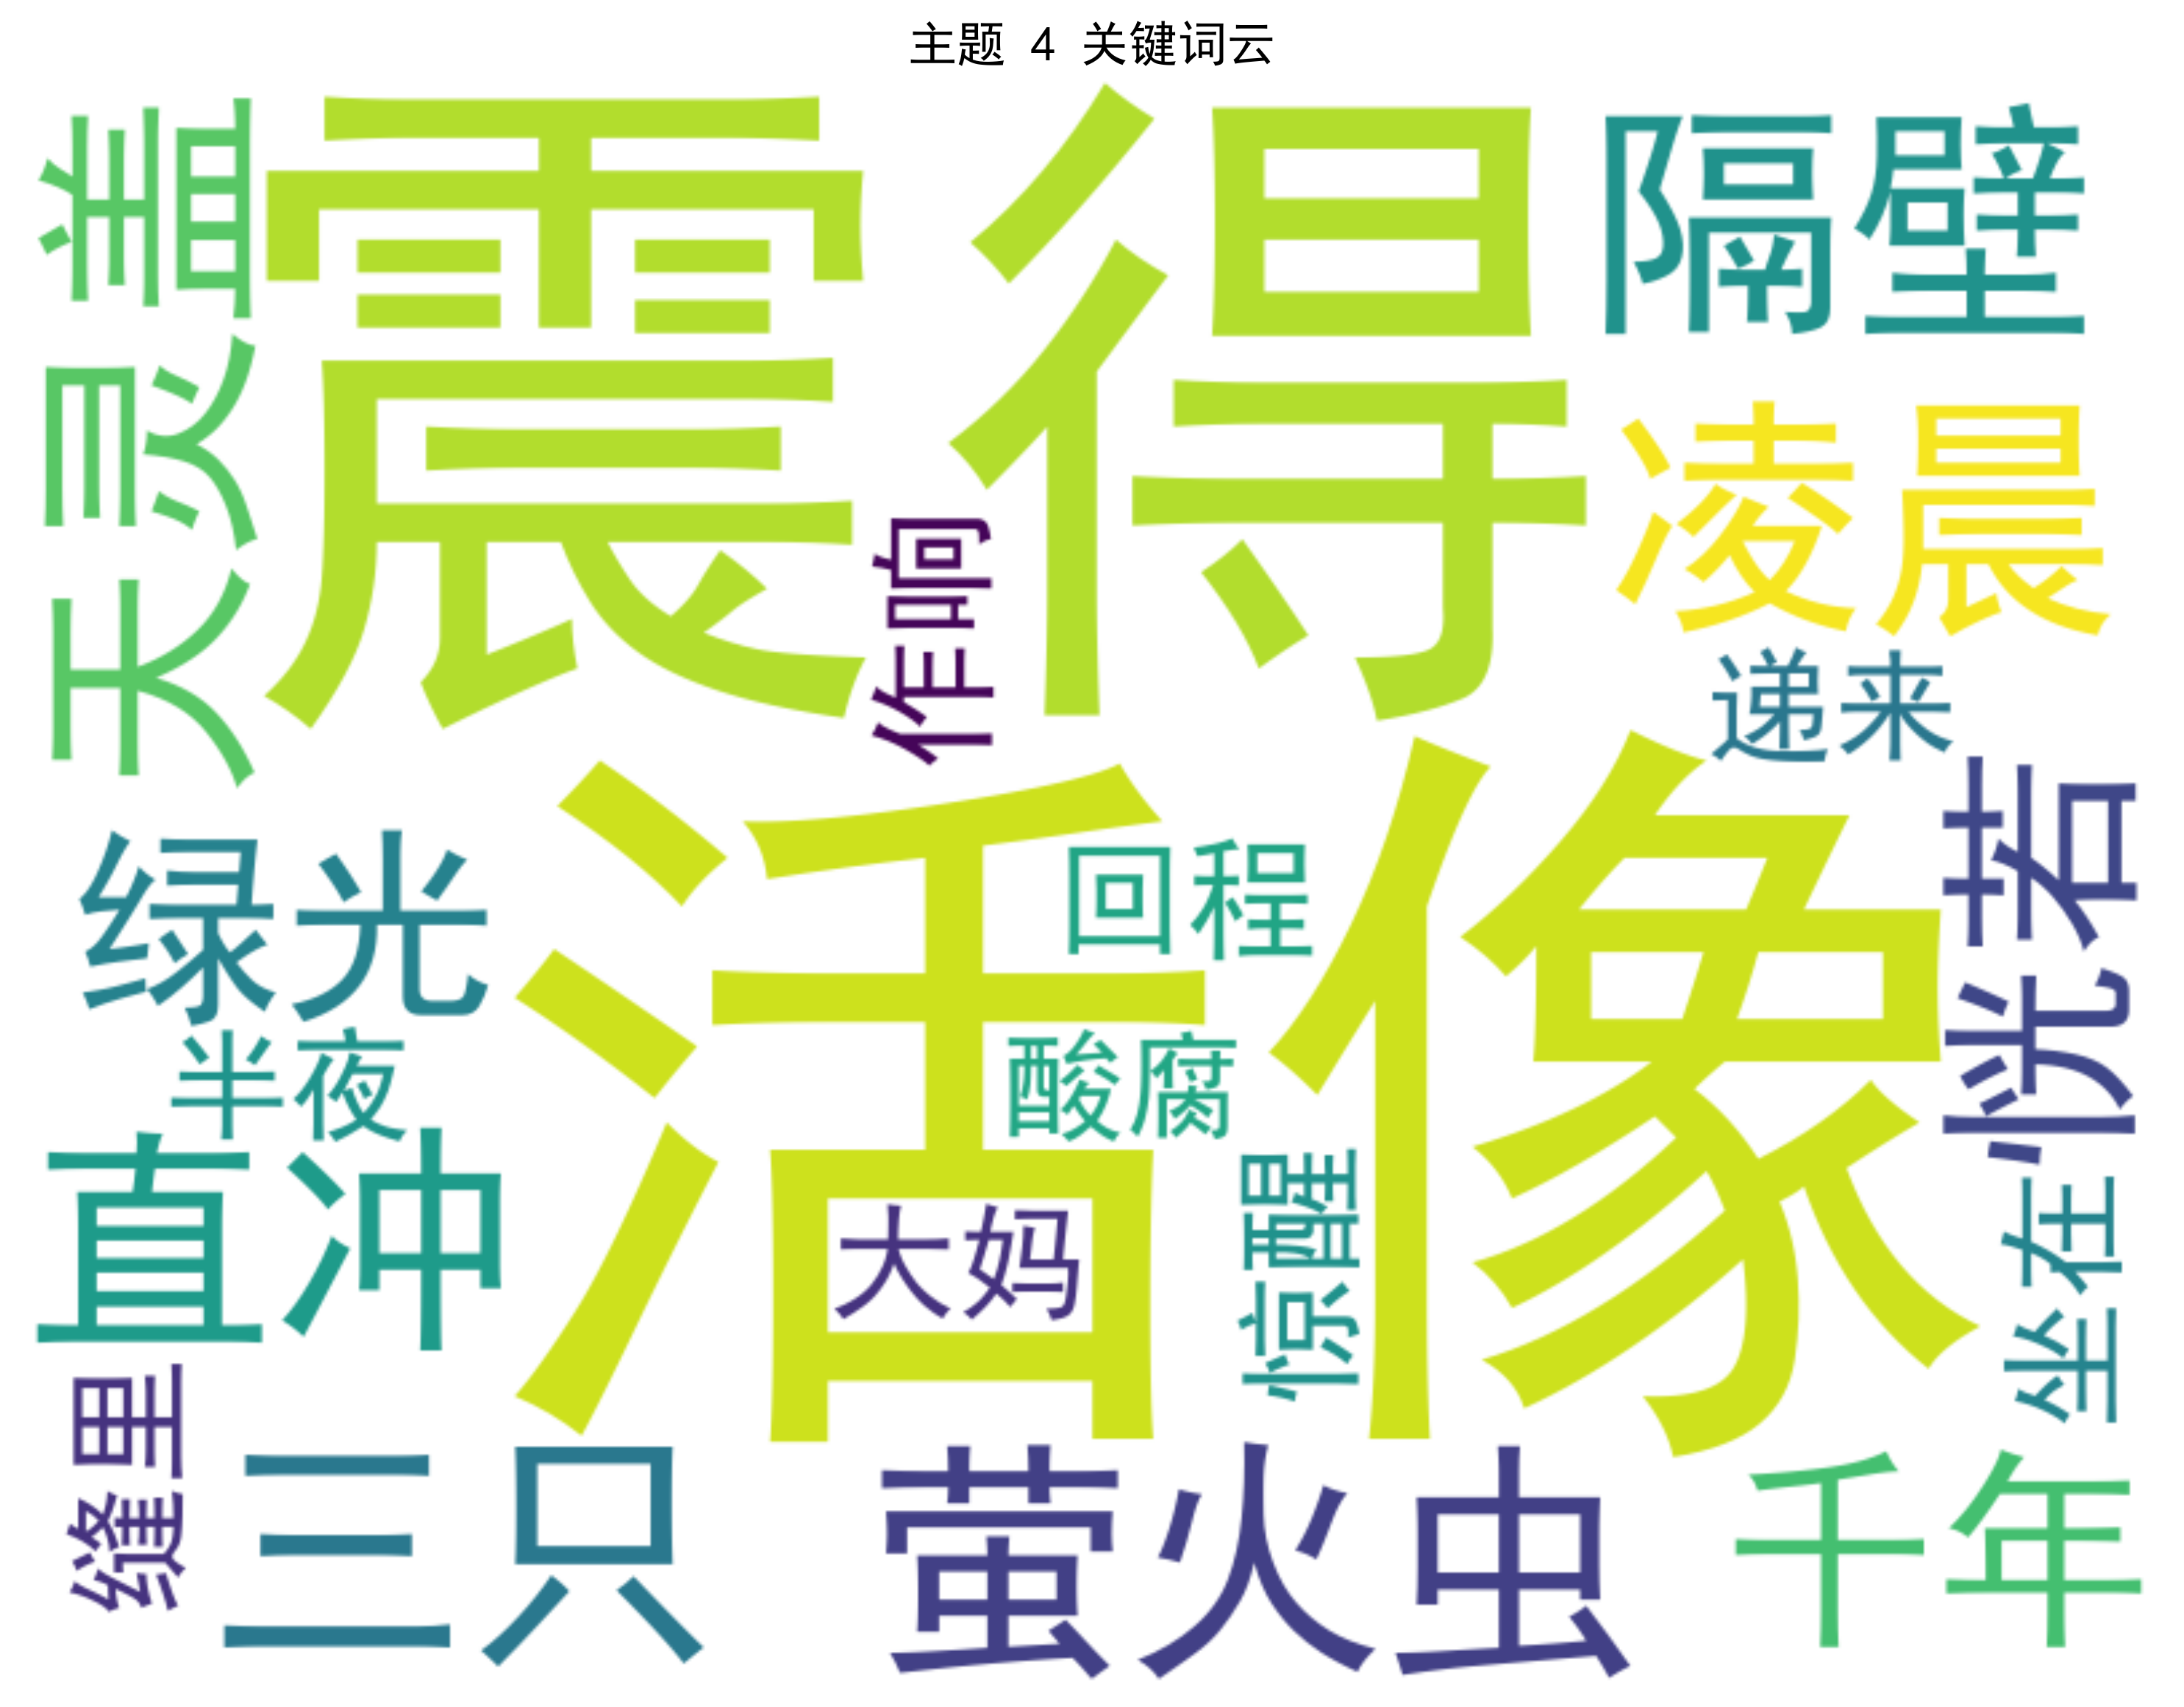 主题 4 关键词云
天灵盖
震得
隔壁
凌晨
作响
递来
恍若
活像
绿光
回程
半夜
酸腐
直冲
大妈
惊醒
坐在
缝里
三只
萤火虫
千年